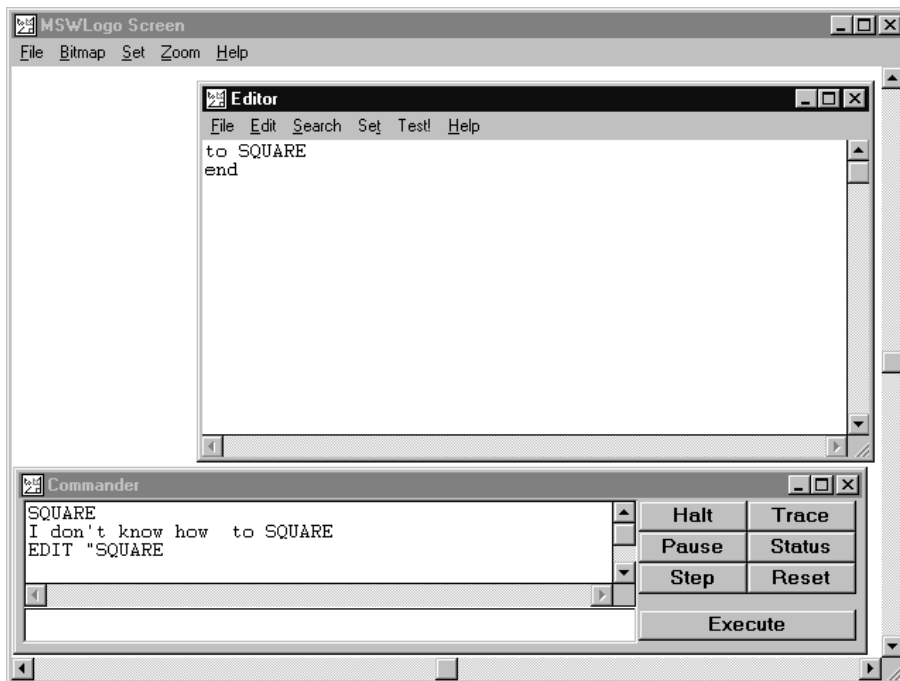 MSWLogo Screen
File Bitmap Set Zoom Help
Editor
File Edit Search Set Test! Help
to SQUARE
end
Commander
SQUARE
I don't know how  to SQUARE
EDIT "SQUARE
Halt Trace
Pause Status
Step Reset
Execute